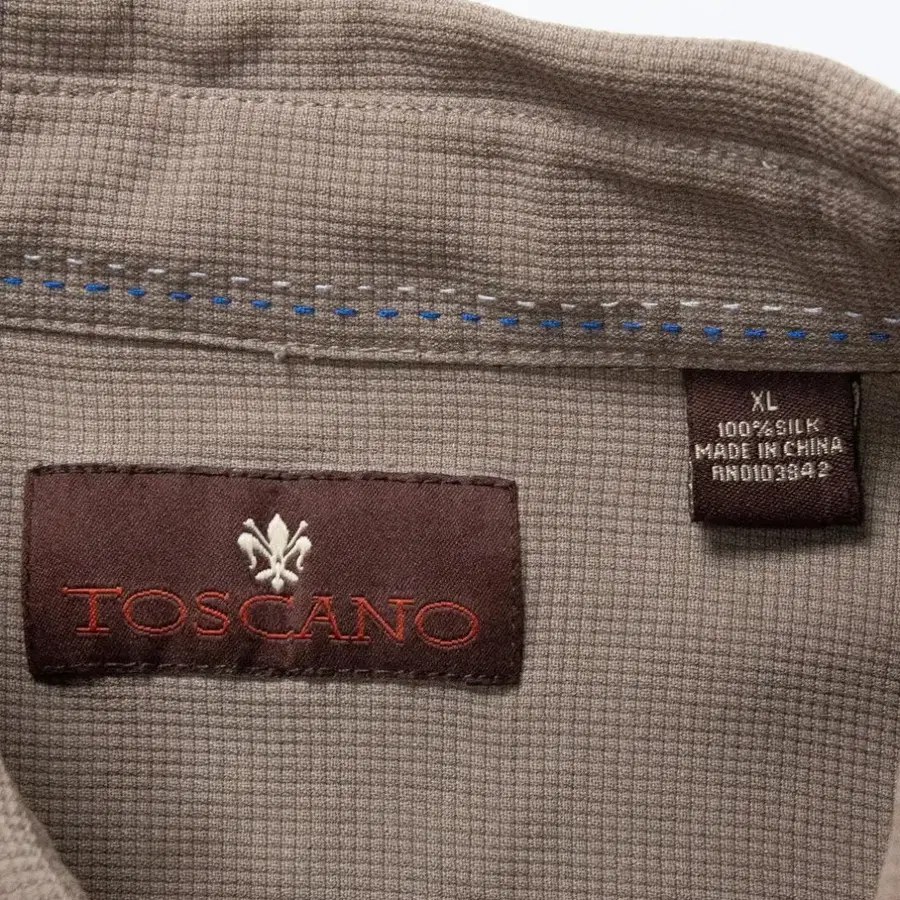 XL
100% SILK
MADE IN CHINA
RN0103842
TOSCANO